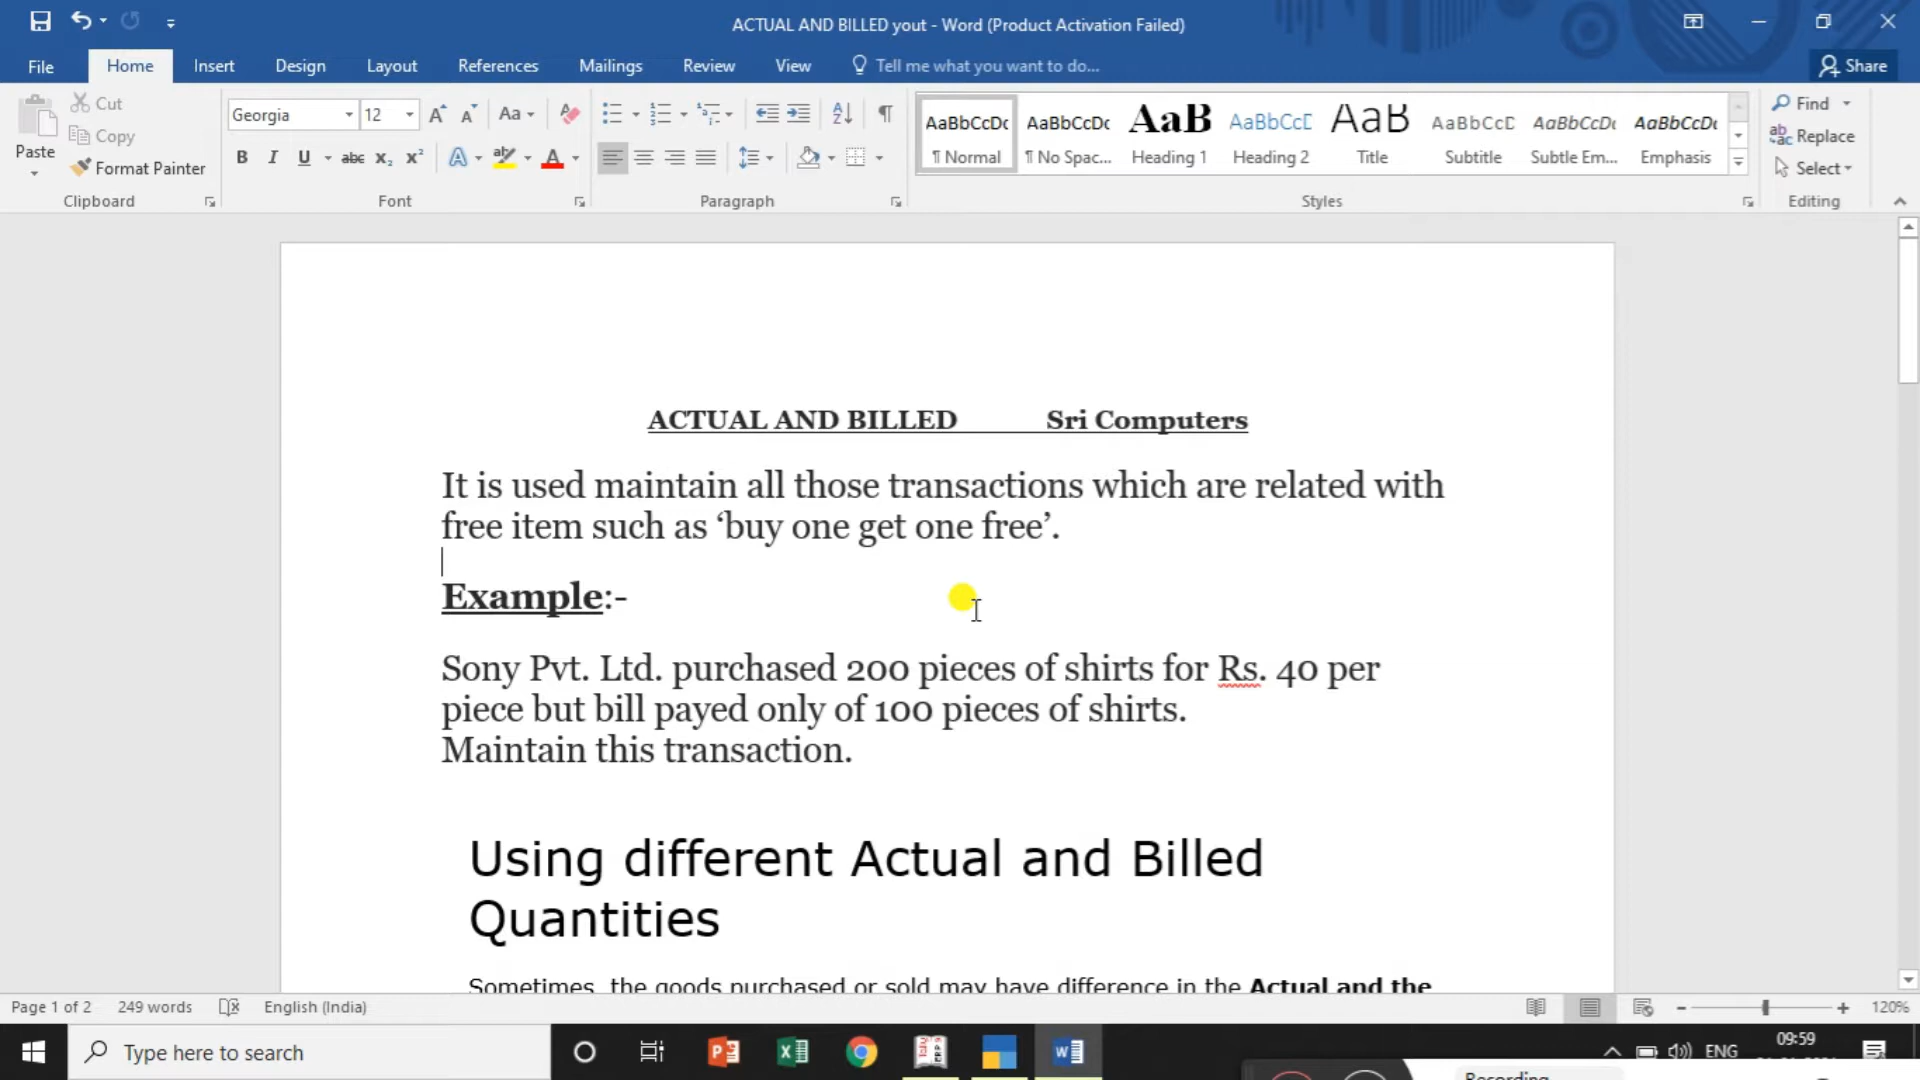 ACTUAL AND BILLED yout - Word (Product Activation Failed)
File Home Insert Design Layout References Mailings Review View Tell me what you want to do... Share
Paste
Cut
Copy
Format Painter
Clipboard
Georgia 12
Font
Paragraph
AaBbCcDc AaBbCcDc AaB AaBbCcD AaB AaBbCcD AaBbCcDc AaBbCcDc
¶ Normal ¶ No Spac... Heading 1 Heading 2 Title Subtitle Subtle Em... Emphasis
Styles
Find
Replace
Select
Editing
ACTUAL AND BILLED Sri Computers
It is used maintain all those transactions which are related with
free item such as ‘buy one get one free’.
Example:-
Sony Pvt. Ltd. purchased 200 pieces of shirts for Rs. 40 per
piece but bill payed only of 100 pieces of shirts.
Maintain this transaction.
Using different Actual and Billed
Quantities
Sometimes, the goods purchased or sold may have difference in the Actual and the
Page 1 of 2 249 words English (India) 120%
Type here to search
ENG
09:59
Recording